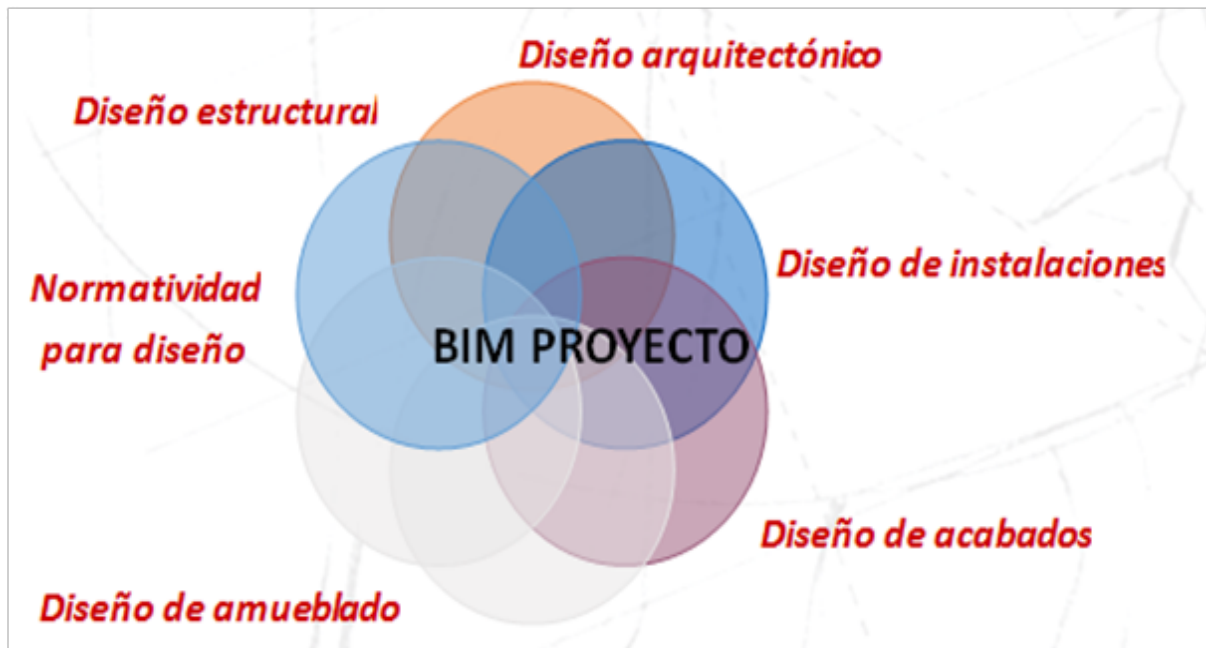 Diseño arquitectónico
Diseño estructural
Diseño de instalaciones
Normatividad
para diseño
BIM PROYECTO
Diseño de acabados
Diseño de amueblado